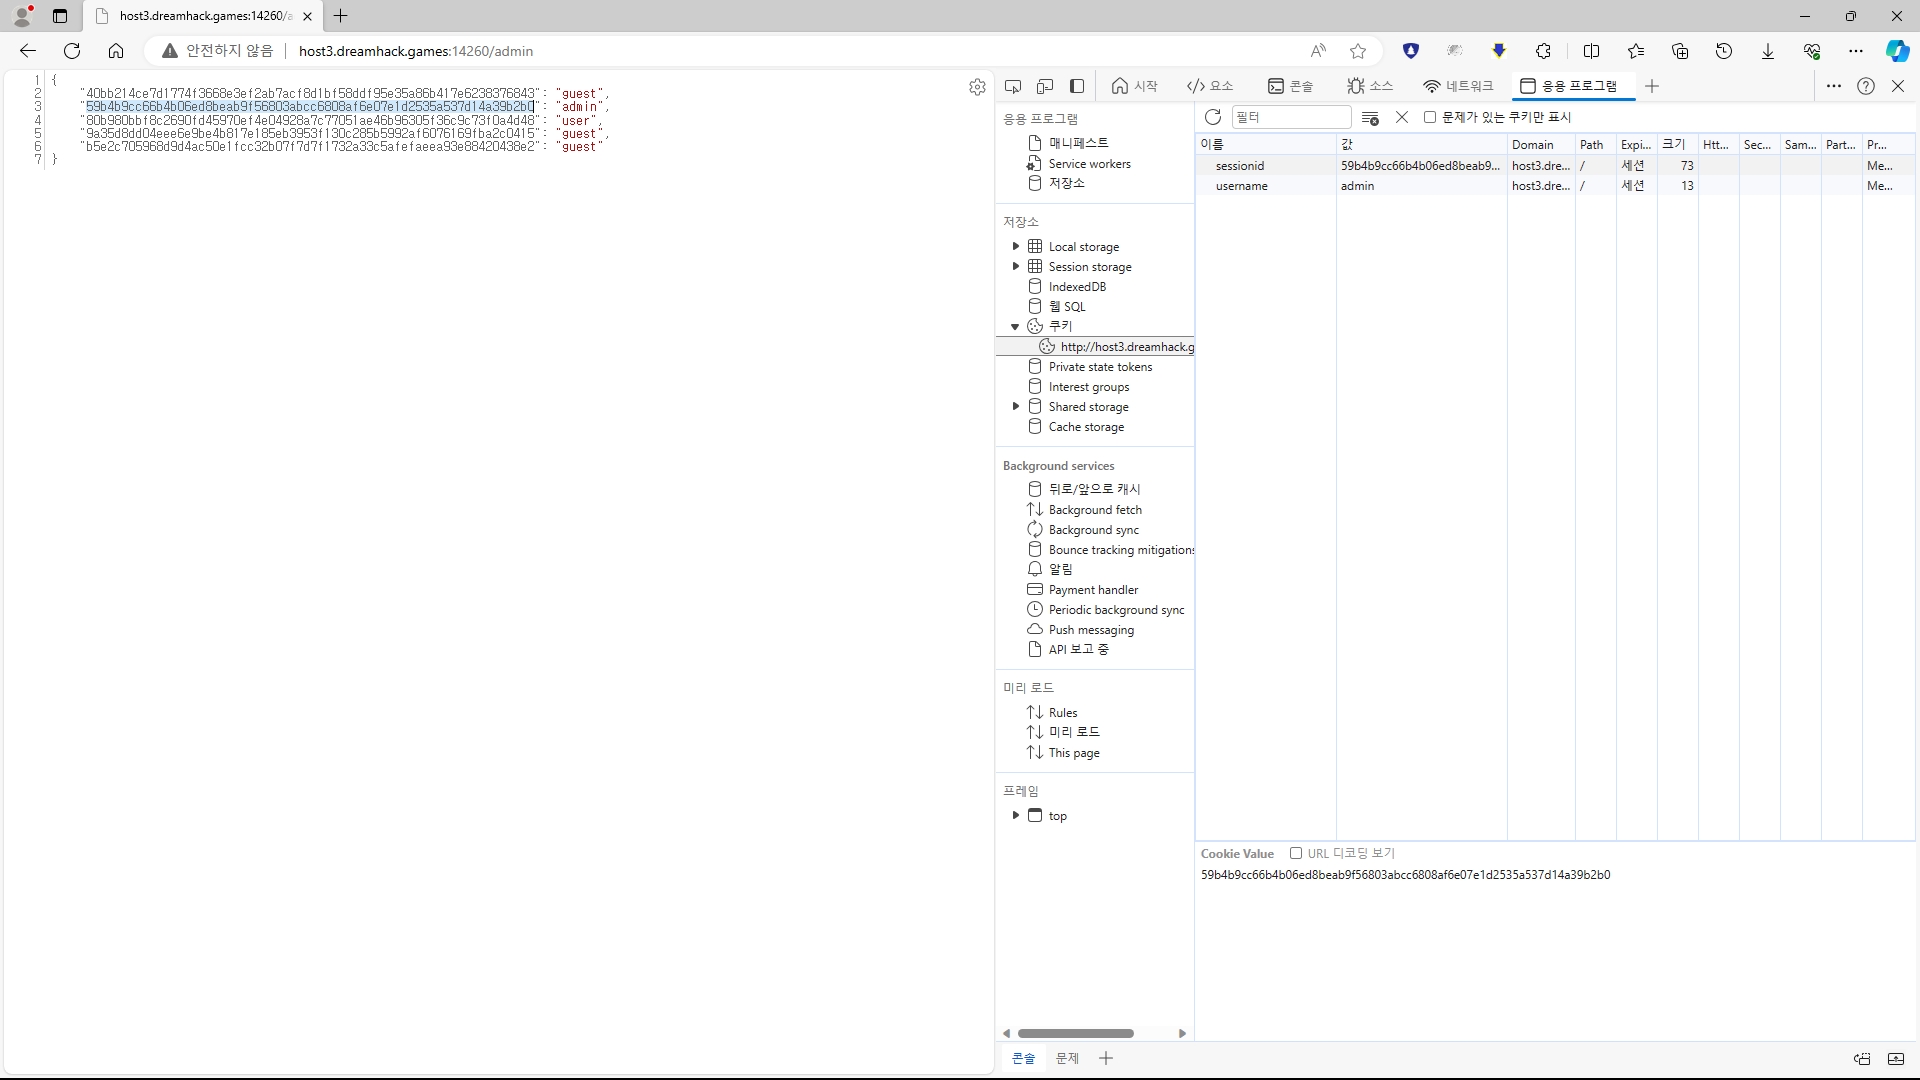 host3.dreamhack.games:14260/a
안전하지 않음
host3.dreamhack.games:14260/admin
1 {
2 "40bb214ce7d1774f3668e3ef2ab7acf8d1bf58ddf95e35a86b417e6238376843": "guest",
3 "59b4b9cc66b4b06ed8beab9f56803abcc6808af6e07e1d2535a537d14a39b2b0": "admin",
4 "80b980bbf8c2690fd45970ef4e04928a7c77051ae46b96305f36c9c73f0a4d48": "user",
5 "9a35d8dd04eee6e9be4b817e185eb3953f130c285b5992af6076169fba2c0415": "guest",
6 "b5e2c705968d9d4ac50e1fcc32b07f7d7f1732a33c5afefaeea93e88420438e2": "guest"
7 }
시작
요소
콘솔
소스
네트워크
응용 프로그램
응용 프로그램
매니페스트
Service workers
저장소
저장소
Local storage
Session storage
IndexedDB
웹 SQL
쿠키
http://host3.dreamhack.g
Private state tokens
Interest groups
Shared storage
Cache storage
Background services
뒤로/앞으로 캐시
Background fetch
Background sync
Bounce tracking mitigations
알림
Payment handler
Periodic background sync
Push messaging
API 보고 중
미리 로드
Rules
미리 로드
This page
프레임
top
필터
문제가 있는 쿠키만 표시
이름 값 Domain Path Expi... 크기 Htt... Sec... Sam... Part... Pr...
sessionid 59b4b9cc66b4b06ed8beab9... host3.dre... / 세션 73 Me...
username admin host3.dre... / 세션 13 Me...
Cookie Value
URL 디코딩 보기
59b4b9cc66b4b06ed8beab9f56803abcc6808af6e07e1d2535a537d14a39b2b0
콘솔
문제